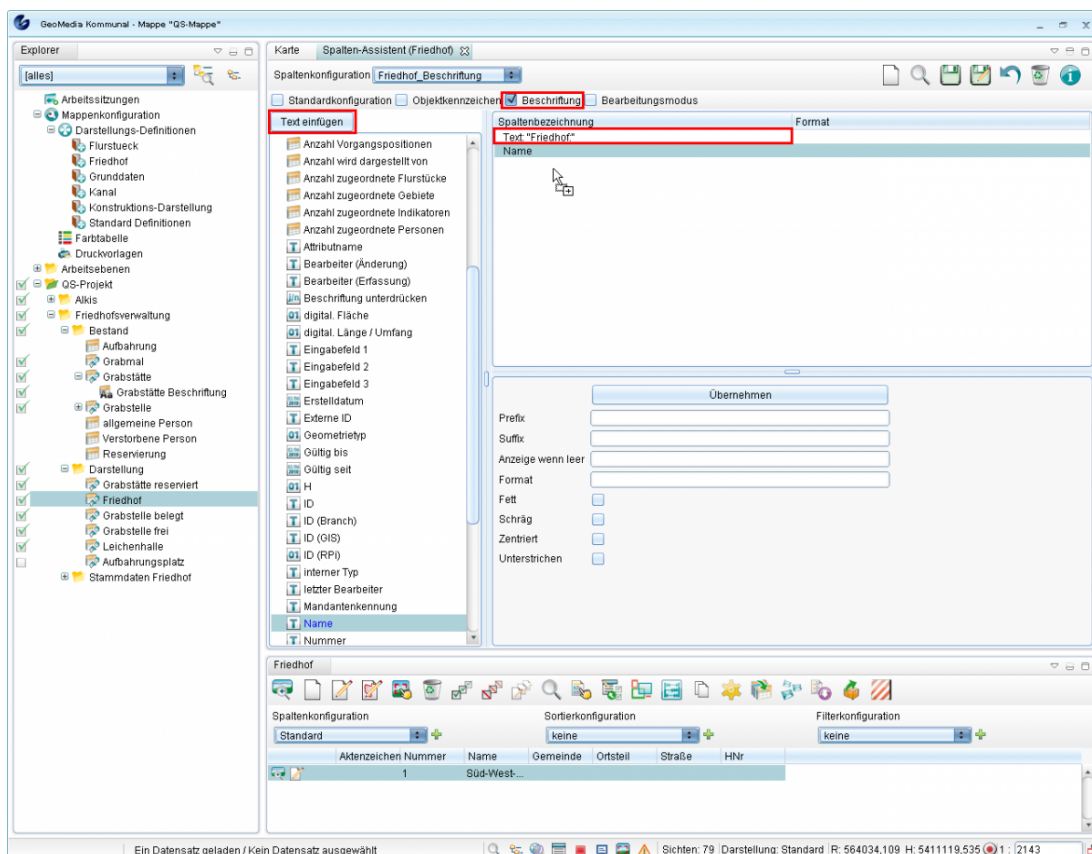 GeoMedia Kommunal - Mappe "QS-Mappe"
Explorer
[alles]
Arbeitssitzungen
Mappenkonfiguration
Darstellungs-Definitionen
Flurstueck
Friedhof
Grunddaten
Kanal
Konstruktions-Darstellung
Standard Definitionen
Farbtabelle
Druckvorlagen
Arbeitsebenen
QS-Projekt
Alkis
Friedhofsverwaltung
Bestand
Aufbahrung
Grabmal
Grabstätte
Grabstätte Beschriftung
Grabstelle
allgemeine Person
Verstorbene Person
Reservierung
Darstellung
Grabstätte reserviert
Friedhof
Grabstelle belegt
Grabstelle frei
Leichenhalle
Aufbahrungsplatz
Stammdaten Friedhof
Karte Spalten-Assistent (Friedhof)
Spaltenkonfiguration Friedhof_Beschriftung
Standardkonfiguration Objektkennzeichen Beschriftung Bearbeitungsmodus
Text einfügen
Anzahl Vorgangspositionen
Anzahl wird dargestellt von
Anzahl zugeordnete Flurstücke
Anzahl zugeordnete Gebiete
Anzahl zugeordnete Indikatoren
Anzahl zugeordnete Personen
Attributname
Bearbeiter (Änderung)
Bearbeiter (Erfassung)
Beschriftung unterdrücken
digital. Fläche
digital. Länge / Umfang
Eingabefeld 1
Eingabefeld 2
Eingabefeld 3
Erstelldatum
Externe ID
Geometrietyp
Gültig bis
Gültig seit
H
ID
ID (Branch)
ID (GIS)
ID (RPi)
interner Typ
letzter Bearbeiter
Mandantenkennung
Name
Nummer
Spaltenbezeichnung Format
Text: "Friedhof:"
Name
Übernehmen
Prefix
Suffix
Anzeige wenn leer
Format
Fett
Schräg
Zentriert
Unterstrichen
Friedhof
Spaltenkonfiguration Sortierkonfiguration Filterkonfiguration
Standard keine keine
Aktenzeichen Nummer Name Gemeinde Ortsteil Straße HNr
1 Süd-West-...
Ein Datensatz geladen / Kein Datensatz ausgewählt Sichten: 79 Darstellung: Standard R: 564034,109 H: 5411119,535 1 : 2143